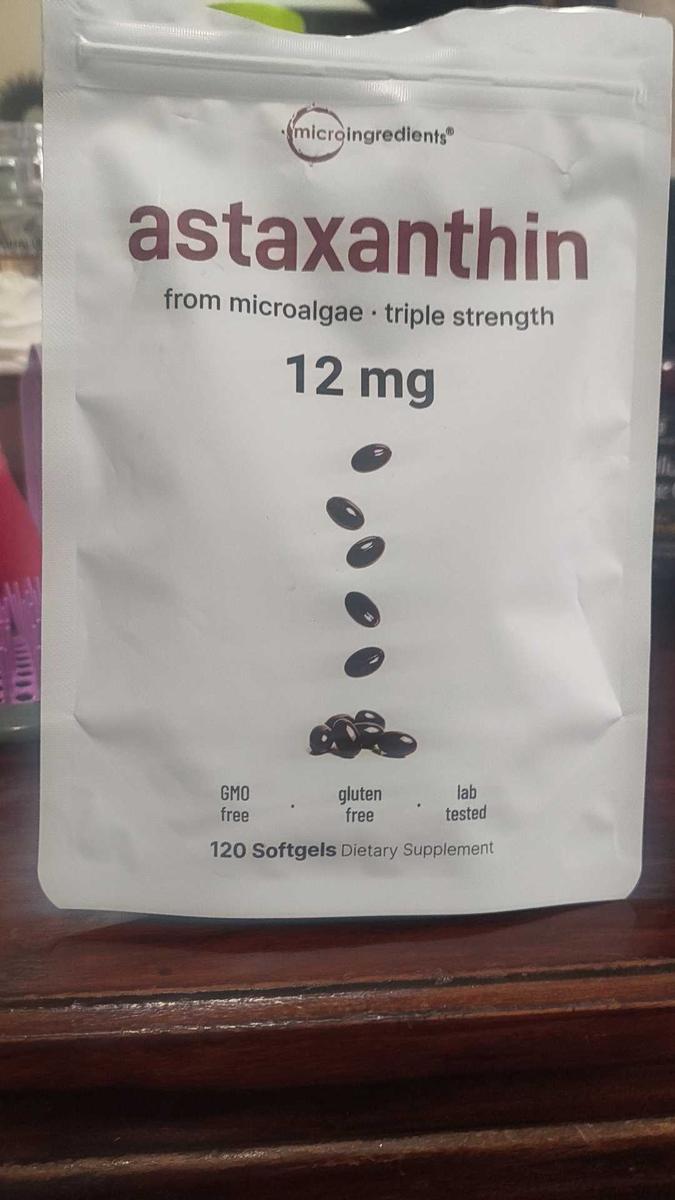 microingredients®
astaxanthin
from microalgae · triple strength
12 mg
GMO free · gluten free · lab tested
120 Softgels Dietary Supplement